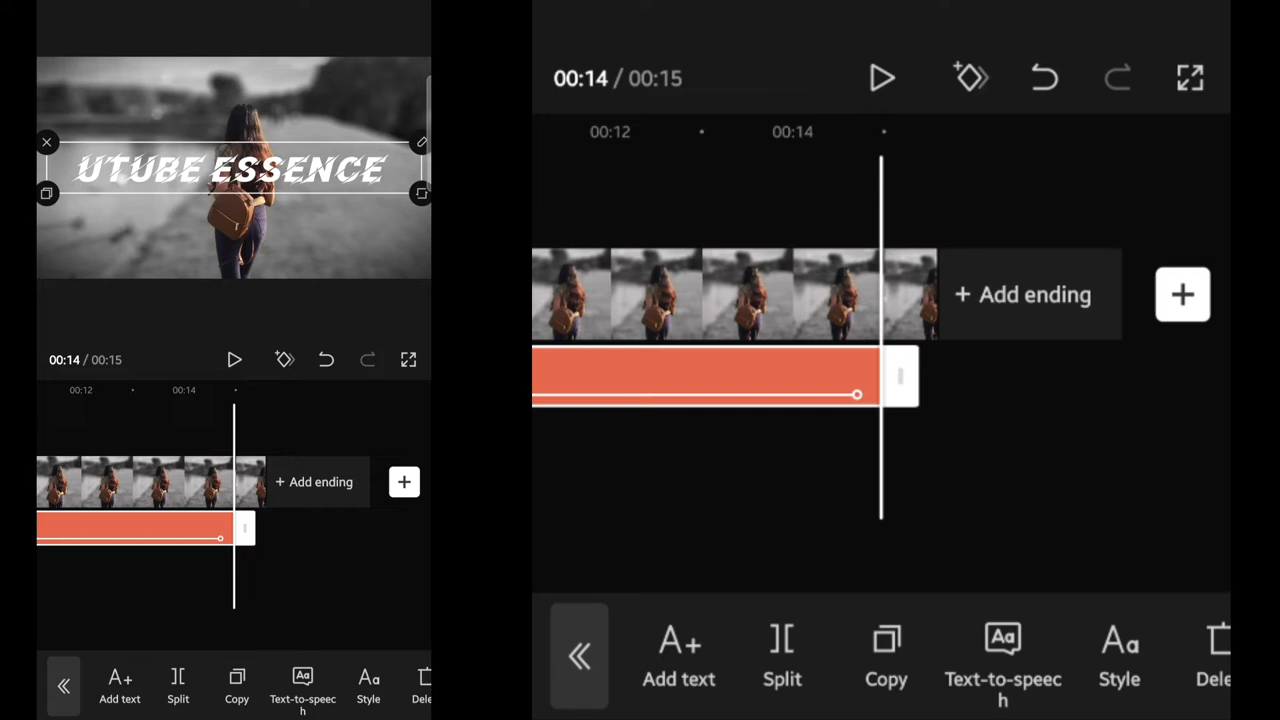 UTUBE ESSENCE
00:14 / 00:15
00:12
00:14
+ Add ending
Add text
Split
Copy
Text-to-speec
h
Style
Dele
00:14 / 00:15
00:12
00:14
+ Add ending
Add text
Split
Copy
Text-to-speec
h
Style
Dele